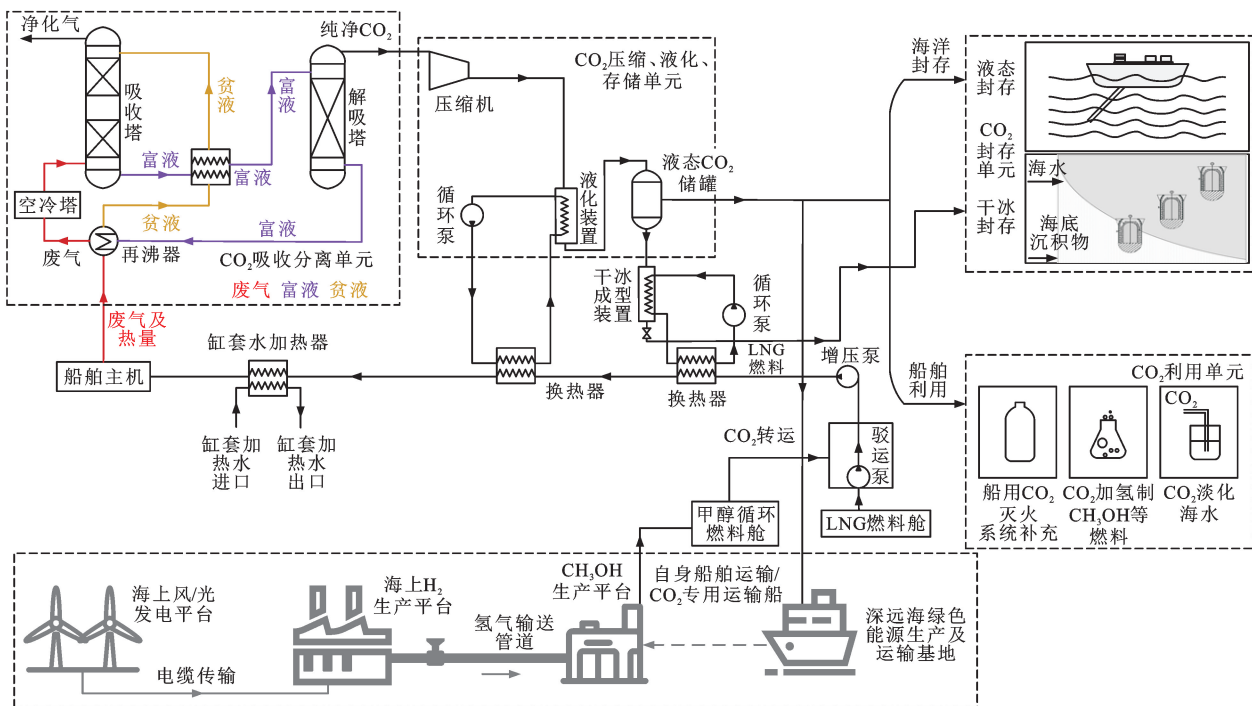 净化气
纯净CO₂
吸收塔
贫液
富液
解吸塔
富液
富液
空冷塔
贫液
富液
废气
再沸器
CO₂吸收分离单元
废气 富液 贫液
废气及
热量
CO₂压缩、液化、
存储单元
压缩机
循环泵
液化装置
液态CO₂
储罐
干冰
成型
装置
循环泵
LNG
燃料
海洋
封存
液态
封存
CO₂
封存
单元
干冰
封存
海水
海底
沉积物
船舶主机
缸套水加热器
缸套加
热水
进口
缸套加
热水
出口
换热器
换热器
增压泵
船舶
利用
CO₂利用单元
CO₂
船用CO₂
灭火
系统补充
CO₂加氢制
CH₃OH等
燃料
CO₂淡化
海水
CO₂转运
驳运泵
甲醇循环
燃料舱
LNG燃料舱
海上风/光
发电平台
海上H₂
生产平台
CH₃OH
生产平台
自身船舶运输/
CO₂专用运输船
深远海绿色
能源生产及
运输基地
氢气输送
管道
电缆传输